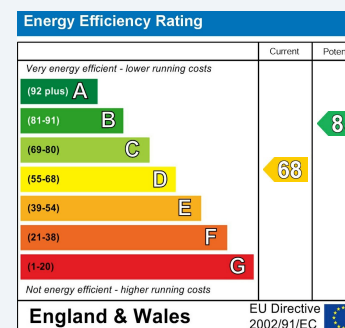 Energy Efficiency Rating
Current
Very energy efficient - lower running costs
(92 plus) A
(81-91) B
(69-80) C
(55-68) D
68
(39-54) E
(21-38) F
(1-20) G
Not energy efficient - higher running costs
England & Wales
EU Directive
2002/91/EC